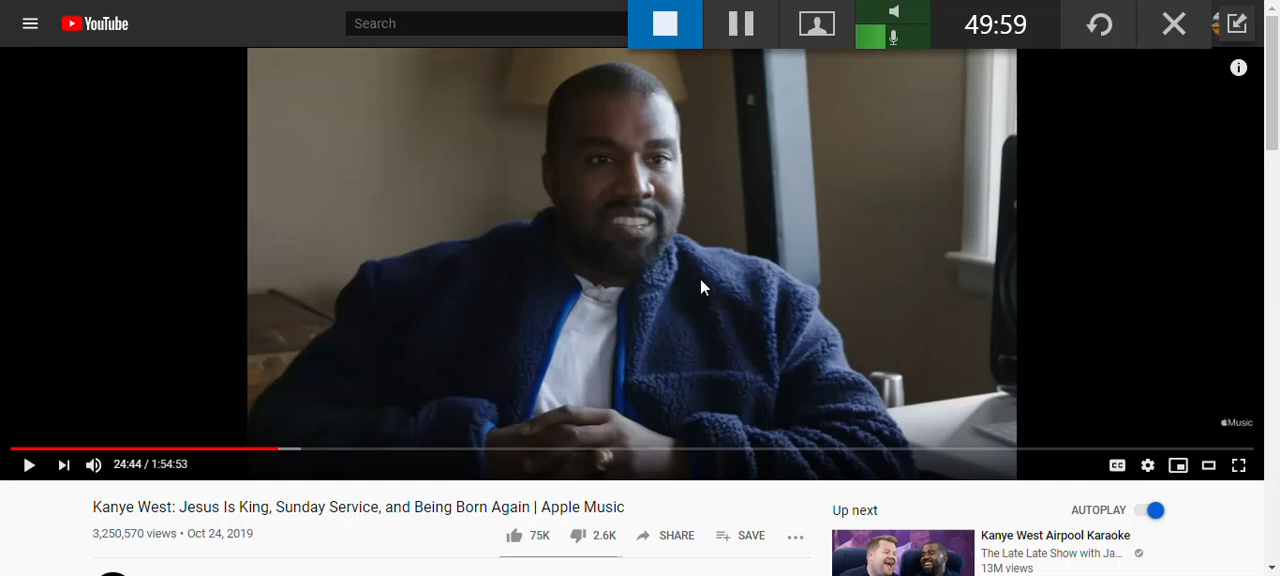 YouTube
Search
49:59
Music
24:44 / 1:54:53
CC
Kanye West: Jesus Is King, Sunday Service, and Being Born Again | Apple Music
3,250,570 views • Oct 24, 2019
75K
2.6K
SHARE
SAVE
Up next
AUTOPLAY
Kanye West Airpool Karaoke
The Late Late Show with Ja...
13M views